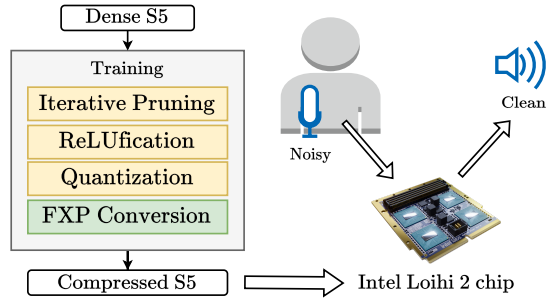 Dense S5
Training
Iterative Pruning
ReLUfication
Quantization
FXP Conversion
Compressed S5
Noisy
Clean
Intel Loihi 2 chip